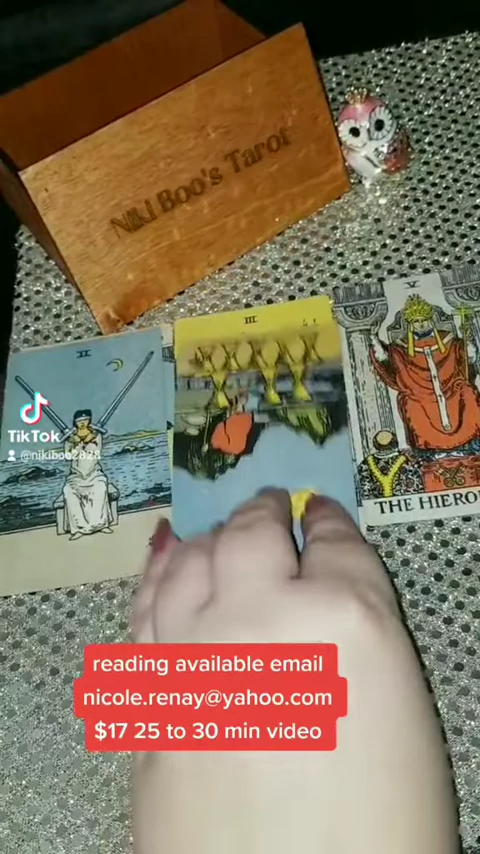 Niki Boo's Tarot
II
III
V
TikTok
@nikiboo2828
THE HIERO
reading available email
nicole.renay@yahoo.com
$17 25 to 30 min video